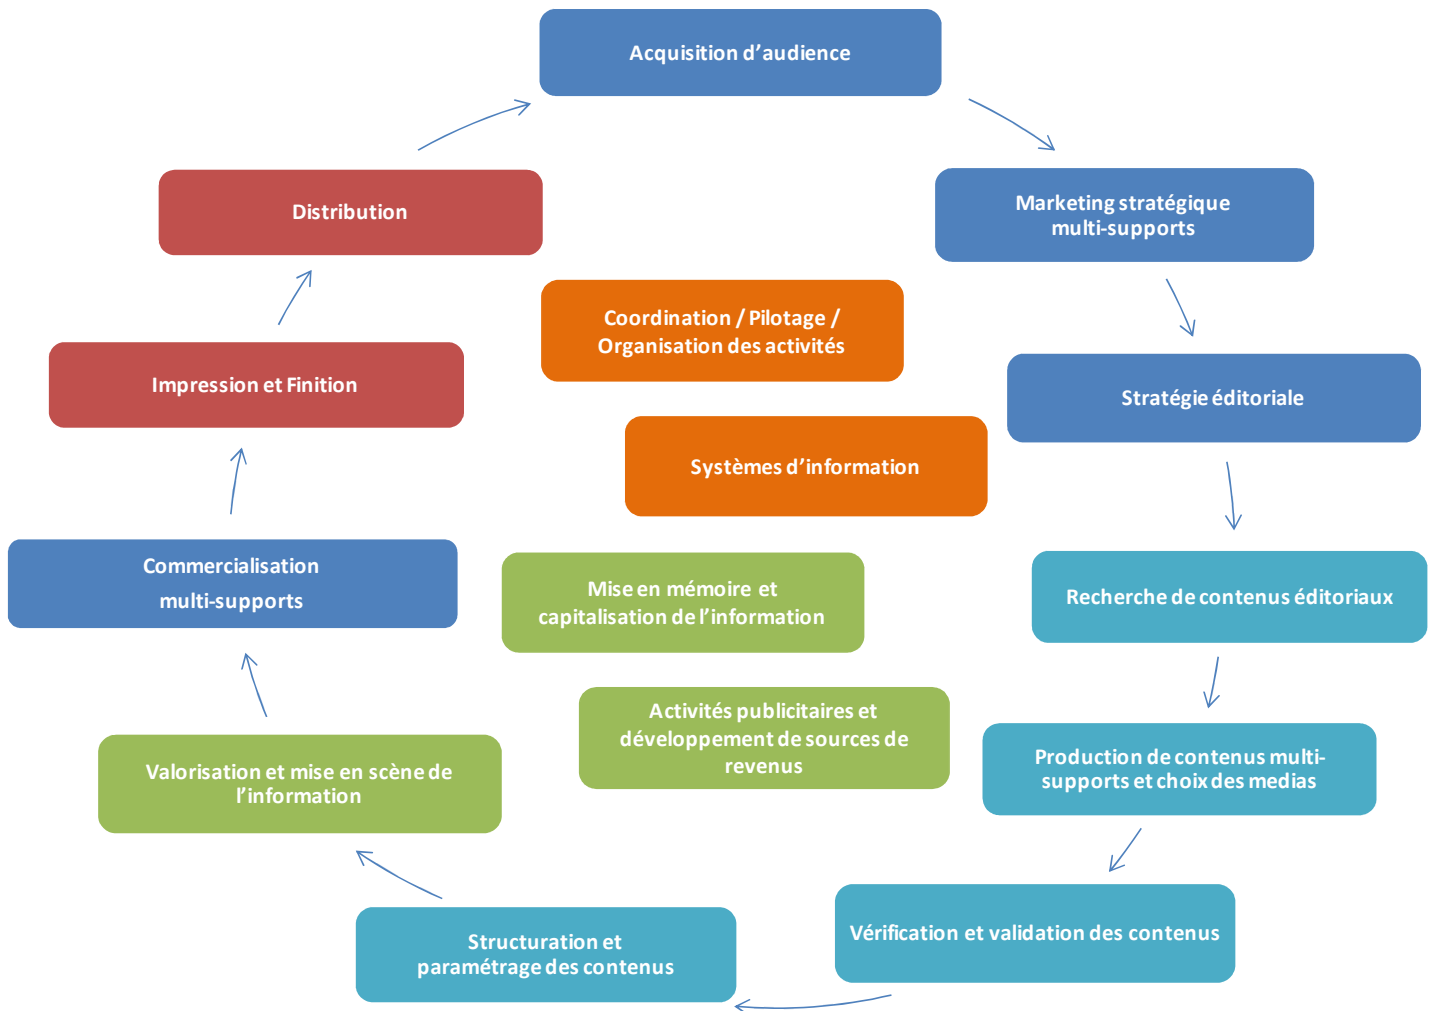 Acquisition d'audience
Distribution
Marketing stratégique
multi-supports
Coordination / Pilotage /
Organisation des activités
Impression et Finition
Stratégie éditoriale
Systèmes d'information
Commercialisation
multi-supports
Mise en mémoire et
capitalisation de l'information
Recherche de contenus éditoriaux
Activités publicitaires et
développement de sources de
revenus
Valorisation et mise en scène de
l'information
Production de contenus multi-
supports et choix des medias
Structuration et
paramétrage des contenus
Vérification et validation des contenus